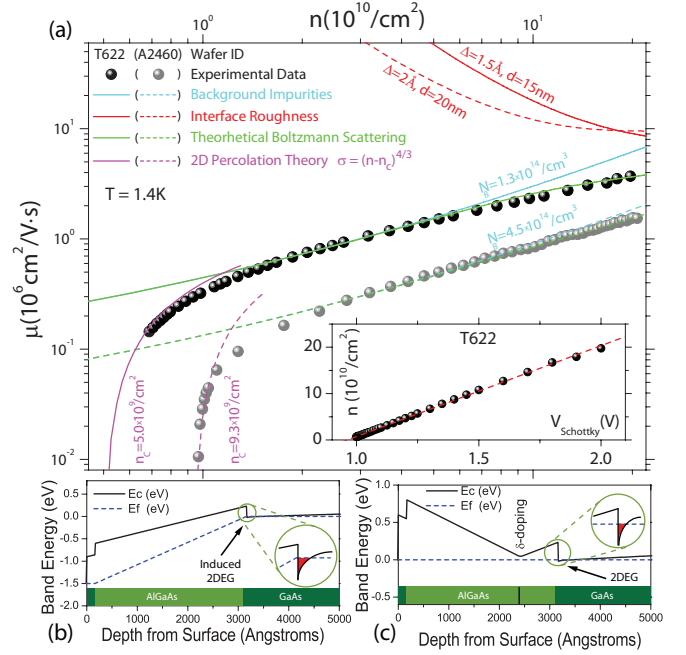 n(10¹⁰/cm²)
10⁰ 10¹
(a)
T622 (A2460) Wafer ID
( ) Experimental Data
( ) Background Impurities
( ) Interface Roughness
( ) Theorhetical Boltzmann Scattering
( ) 2D Percolation Theory σ = (n-n_c)^4/3
T = 1.4K
Δ=1.5Å, d=15nm
Δ=2Å, d=20nm
N_B=1.3×10¹⁴/cm³
N_B=4.5×10¹⁴/cm³
n_c=5.0×10⁹/cm²
n_c=9.3×10⁹/cm²
μ(10⁶cm²/V·s)
10¹
10⁰
10⁻¹
10⁻²
T622
n (10¹⁰/cm²)
20
10
0
V_Schottky(V)
1.0 1.5 2.0
Band Energy (eV)
0.5
0.0
-0.5
-1.0
-1.5
-2.0
Ec (eV)
Ef (eV)
Induced
2DEG
AlGaAs GaAs
0 1000 2000 3000 4000 5000
(b) Depth from Surface (Angstroms)
Band Energy (eV)
1.0
0.5
0.0
-0.5
Ec (eV)
Ef (eV)
δ-doping
2DEG
AlGaAs GaAs
0 1000 2000 3000 4000 5000
(c) Depth from Surface (Angstroms)